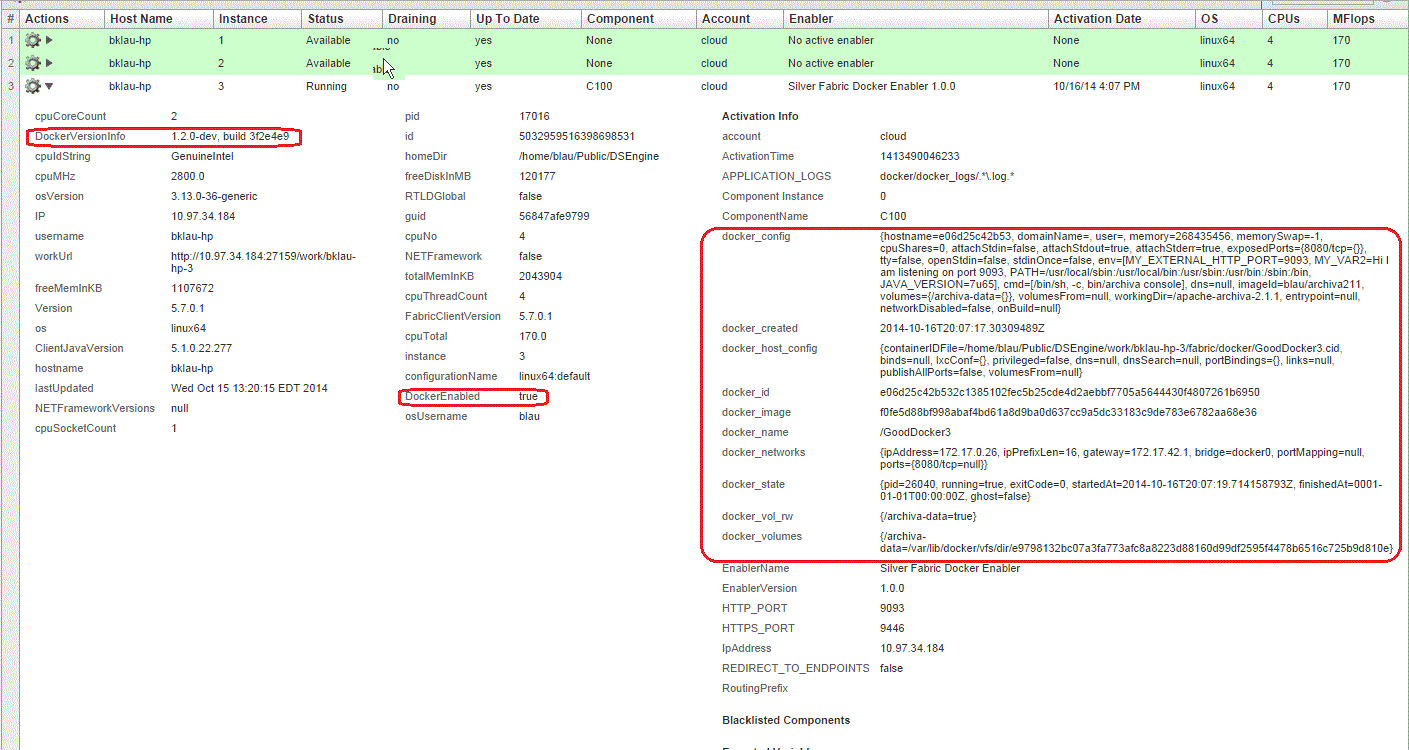 # Actions Host Name Instance Status Draining Up To Date Component Account Enabler Activation Date OS CPUs MFlops
1 bklau-hp 1 Available no yes None cloud No active enabler None linux64 4 170
2 bklau-hp 2 Available yes None cloud No active enabler None linux64 4 170
3 bklau-hp 3 Running no yes C100 cloud Silver Fabric Docker Enabler 1.0.0 10/16/14 4:07 PM linux64 4 170
cpuCoreCount 2
DockerVersionInfo 1.2.0-dev, build 3f2e4e9
cpuIdString GenuineIntel
cpuMHz 2800.0
osVersion 3.13.0-36-generic
IP 10.97.34.184
username bklau-hp
workUrl http://10.97.34.184:27159/work/bklau-
hp-3
freeMemInKB 1107672
Version 5.7.0.1
os linux64
ClientJavaVersion 5.1.0.22.277
hostname bklau-hp
lastUpdated Wed Oct 15 13:20:15 EDT 2014
NETFrameworkVersions null
cpuSocketCount 1
pid 17016
id 5032959516398698531
homeDir /home/blau/Public/DSEngine
freeDiskInMB 120177
RTLDGlobal false
guid 56847afe9799
cpuNo 4
NETFramework false
totalMemInKB 2043904
cpuThreadCount 4
FabricClientVersion 5.7.0.1
cpuTotal 170.0
instance 3
configurationName linux64:default
DockerEnabled true
osUsername blau
Activation Info
account cloud
ActivationTime 1413490046233
APPLICATION_LOGS docker/docker_logs/.*\.log.*
Component Instance 0
ComponentName C100
docker_config {hostname=e06d25c42b53, domainName=, user=, memory=268435456, memorySwap=-1,
cpuShares=0, attachStdin=false, attachStdout=true, attachStderr=true, exposedPorts={8080/tcp={}},
tty=false, openStdin=false, stdinOnce=false, env=[MY_EXTERNAL_HTTP_PORT=9093, MY_VAR2=Hi I
am listening on port 9093, PATH=/usr/local/sbin:/usr/local/bin:/usr/sbin:/usr/bin:/sbin:/bin,
JAVA_VERSION=7u65], cmd=[/bin/sh, -c, bin/archiva console], dns=null, imageId=blau/archiva211,
volumes={/archiva-data={}}, volumesFrom=null, workingDir=/apache-archiva-2.1.1, entrypoint=null,
networkDisabled=false, onBuild=null}
docker_created 2014-10-16T20:07:17.30309489Z
docker_host_config {containerIDFile=/home/blau/Public/DSEngine/work/bklau-hp-3/fabric/docker/GoodDocker3.cid,
binds=null, lxcConf={}, privileged=false, dns=null, dnsSearch=null, portBindings={}, links=null,
publishAllPorts=false, volumesFrom=null}
docker_id e06d25c42b532c1385102fec5b25cde4d2aebbf7705a5644430f4807261b6950
docker_image f0fe5d88bf998abaf4bd61a8d9ba0d637cc9a5dc33183c9de783e6782aa68e36
docker_name /GoodDocker3
docker_networks {ipAddress=172.17.0.26, ipPrefixLen=16, gateway=172.17.42.1, bridge=docker0, portMapping=null,
ports={8080/tcp=null}}
docker_state {pid=26040, running=true, exitCode=0, startedAt=2014-10-16T20:07:19.714158793Z, finishedAt=0001-
01-01T00:00:00Z, ghost=false}
docker_vol_rw {/archiva-data=true}
docker_volumes {/archiva-
data=/var/lib/docker/vfs/dir/e9798132bc07a3fa773afc8a8223d88160d99df2595f4478b6516c725b9d810e}
EnablerName Silver Fabric Docker Enabler
EnablerVersion 1.0.0
HTTP_PORT 9093
HTTPS_PORT 9446
IpAddress 10.97.34.184
REDIRECT_TO_ENDPOINTS false
RoutingPrefix
Blacklisted Components